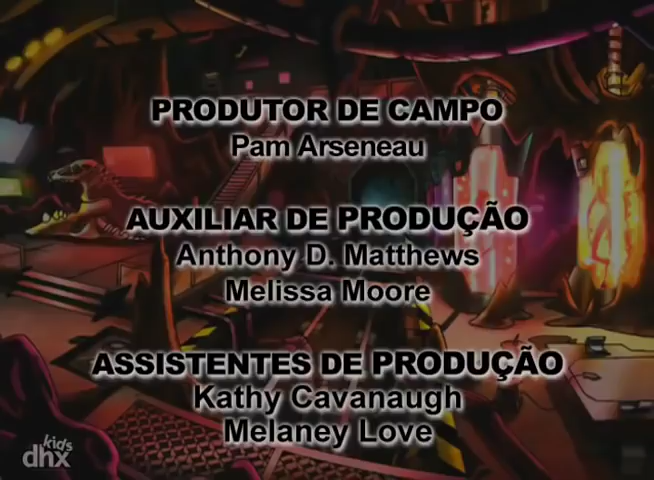 PRODUTOR DE CAMPO
Pam Arseneau
AUXILIAR DE PRODUÇÃO
Anthony D. Matthews
Melissa Moore
ASSISTENTES DE PRODUÇÃO
Kathy Cavanaugh
Melaney Love
kids
dhx